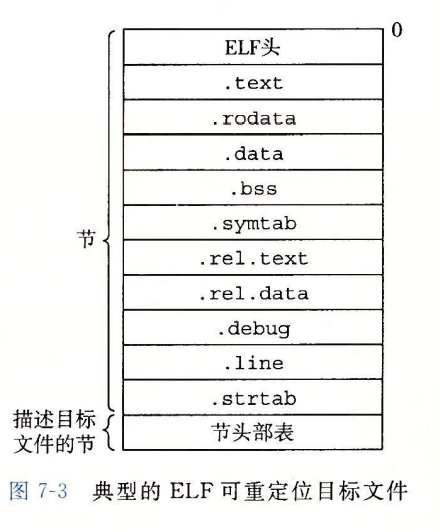 0
ELF头
.text
.rodata
.data
.bss
节
.symtab
.rel.text
.rel.data
.debug
.line
.strtab
描述目标
文件的节
节头部表
图 7-3 典型的 ELF 可重定位目标文件